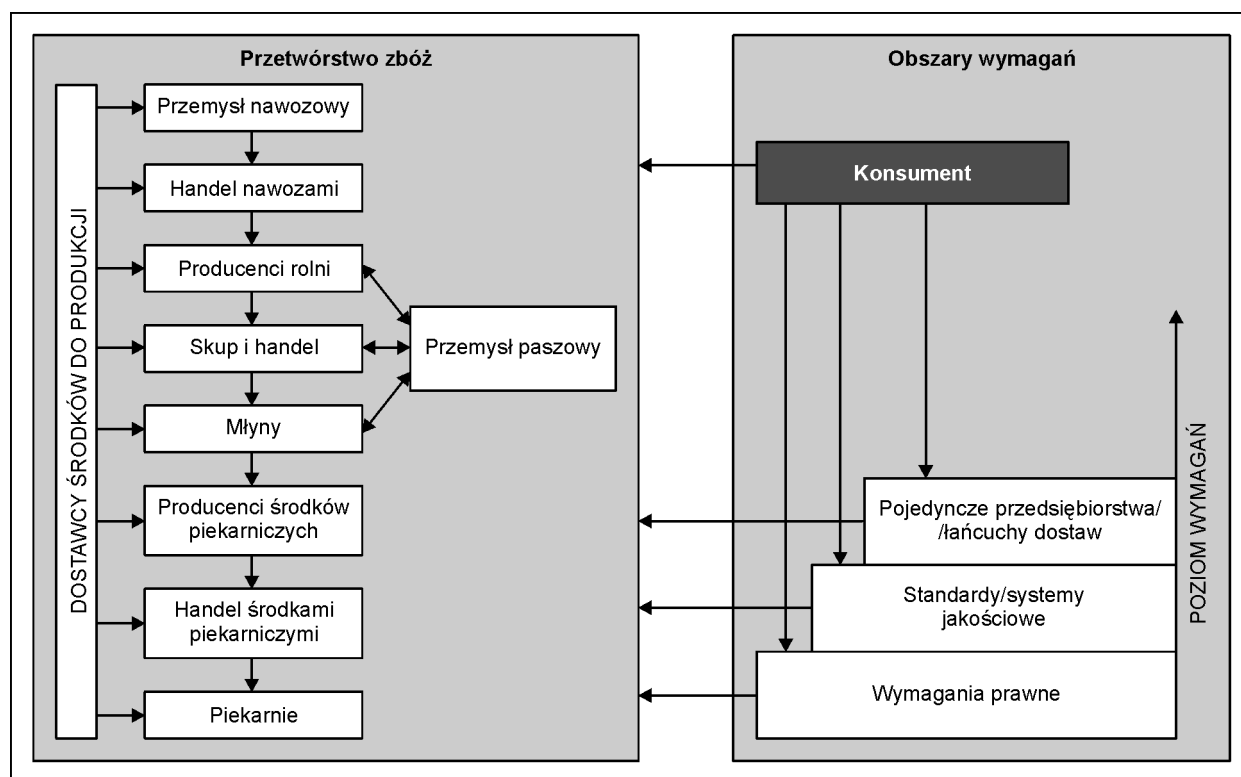 Przetwórstwo zbóż
DOSTAWCY ŚRODKÓW DO PRODUKCJI
Przemysł nawozowy
Handel nawozami
Producenci rolni
Skup i handel
Przemysł paszowy
Młyny
Producenci środków
piekarniczych
Handel środkami
piekarniczymi
Piekarnie
Obszary wymagań
Konsument
Pojedyncze przedsiębiorstwa/
/łańcuchy dostaw
Standardy/systemy
jakościowe
Wymagania prawne
POZIOM WYMAGAŃ